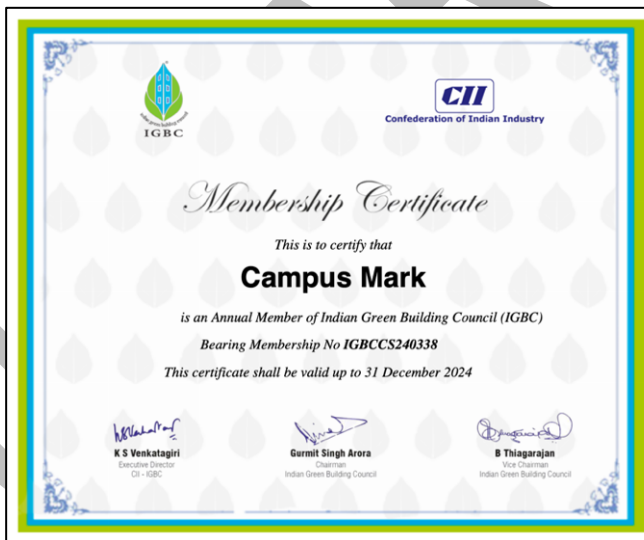 IGBC
CII
Confederation of Indian Industry
Membership Certificate
This is to certify that
Campus Mark
is an Annual Member of Indian Green Building Council (IGBC)
Bearing Membership No IGBCCS240338
This certificate shall be valid up to 31 December 2024
K S Venkatagiri
Executive Director
CII - IGBC
Gurmit Singh Arora
Chairman
Indian Green Building Council
B Thiagarajan
Vice Chairman
Indian Green Building Council